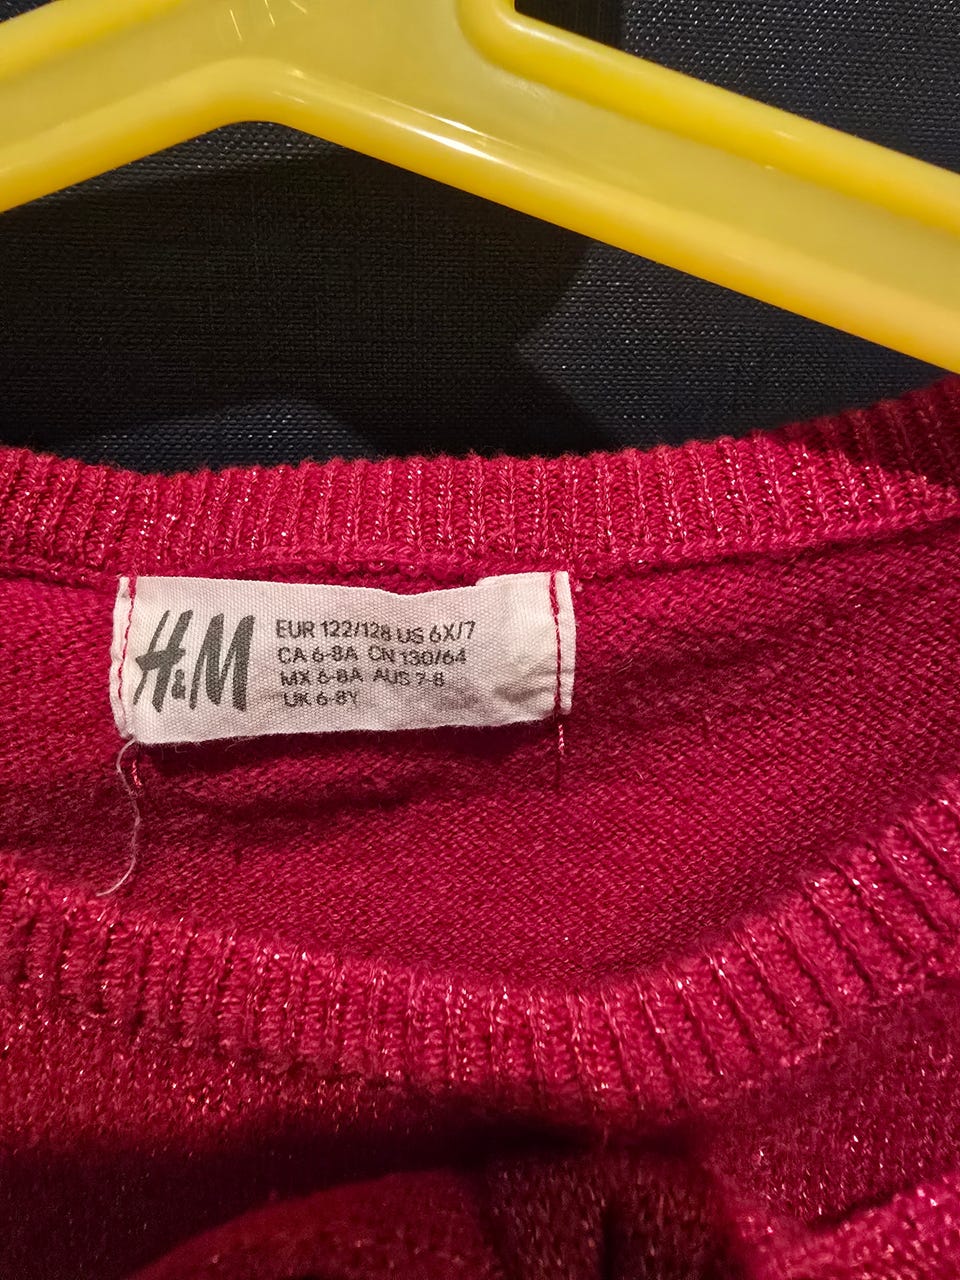 H&M
EUR 122/128 US 6X/7
CA 6-8A CN 130/64
MX 6-8A AUS 7-8
UK 6-8Y